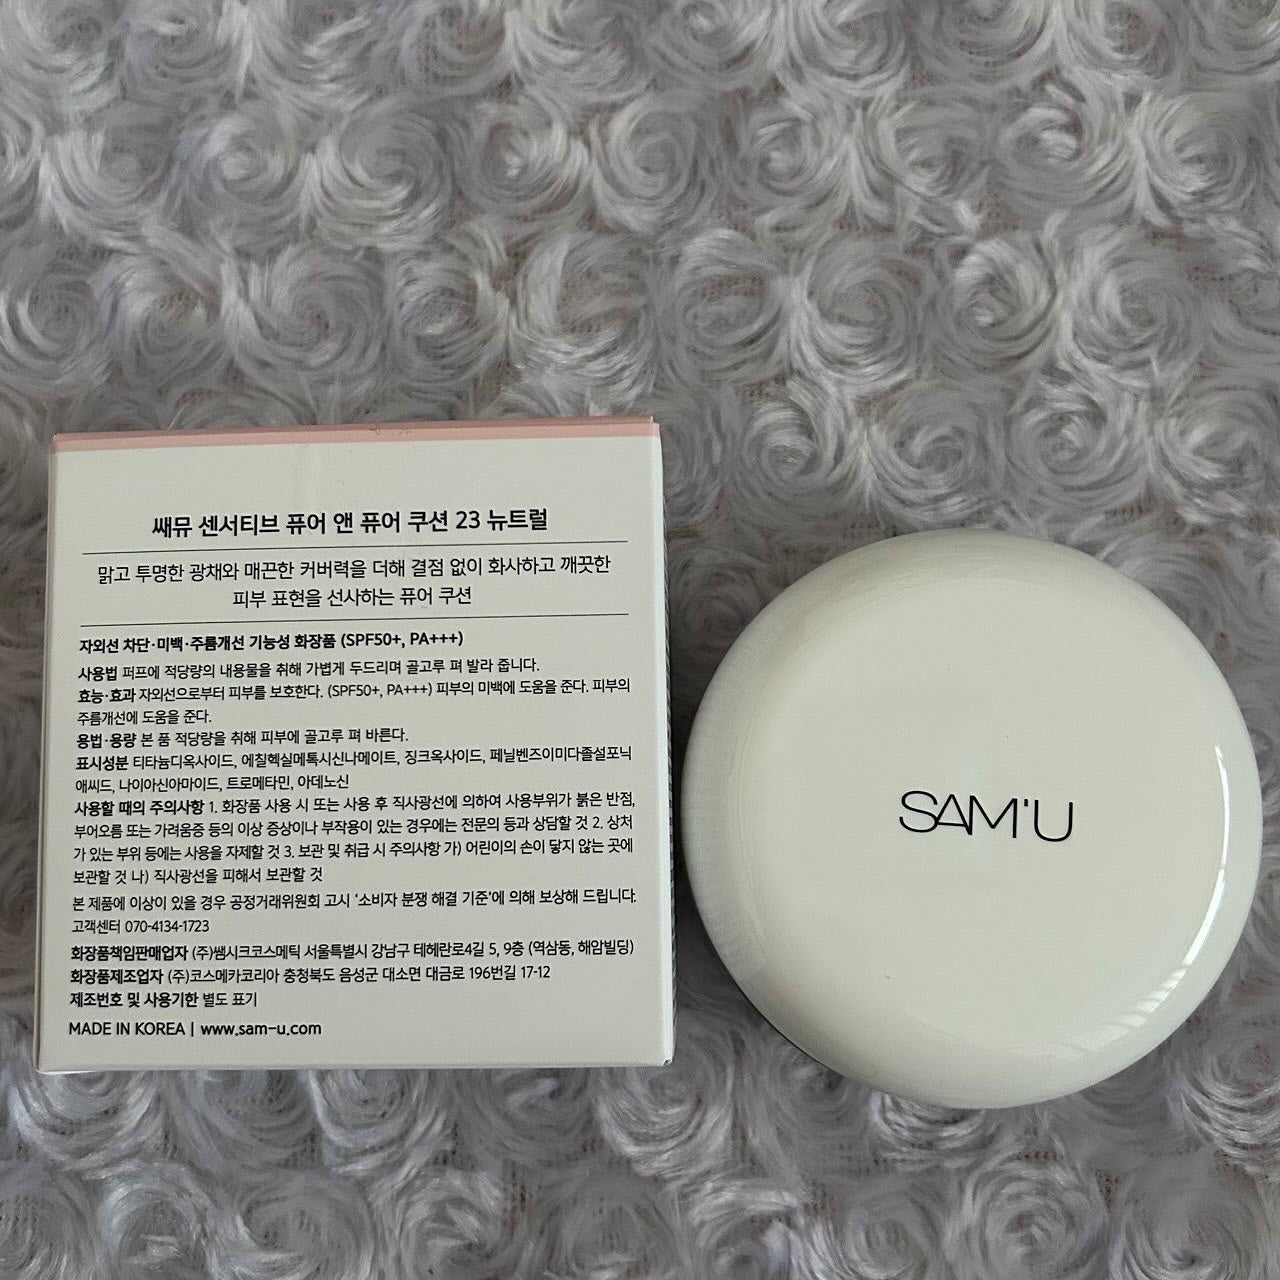 쌔뮤 센서티브 퓨어 앤 퓨어 쿠션 23 뉴트럴
맑고 투명한 광채와 매끈한 커버력을 더해 결점 없이 화사하고 깨끗한
피부 표현을 선사하는 퓨어 쿠션
자외선 차단·미백·주름개선 기능성 화장품 (SPF50+, PA+++)
사용법 퍼프에 적당량의 내용물을 취해 가볍게 두드리며 골고루 펴 발라 줍니다.
효능·효과 자외선으로부터 피부를 보호한다. (SPF50+, PA+++) 피부의 미백에 도움을 준다. 피부의
주름개선에 도움을 준다.
용법·용량 본 품 적당량을 취해 피부에 골고루 펴 바른다.
표시성분 티타늄디옥사이드, 에칠헥실메톡시신나메이트, 징크옥사이드, 페닐벤즈이미다졸설포닉
애씨드, 나이아신아마이드, 트로메타민, 아데노신
사용할 때의 주의사항 1. 화장품 사용 시 또는 사용 후 직사광선에 의하여 사용부위가 붉은 반점,
부어오름 또는 가려움증 등의 이상 증상이나 부작용이 있는 경우에는 전문의 등과 상담할 것 2. 상처
가 있는 부위 등에는 사용을 자제할 것 3. 보관 및 취급 시 주의사항 가) 어린이의 손이 닿지 않는 곳에
보관할 것 나) 직사광선을 피해서 보관할 것
본 제품에 이상이 있을 경우 공정거래위원회 고시 '소비자 분쟁 해결 기준'에 의해 보상해 드립니다.
고객센터 070-4134-1723
화장품책임판매업자 (주)쌤시크코스메틱 서울특별시 강남구 테헤란로4길 5, 9층 (역삼동, 해암빌딩)
화장품제조업자 (주)코스메카코리아 충청북도 음성군 대소면 대금로 196번길 17-12
제조번호 및 사용기한 별도 표기
MADE IN KOREA | www.sam-u.com
SAM'U